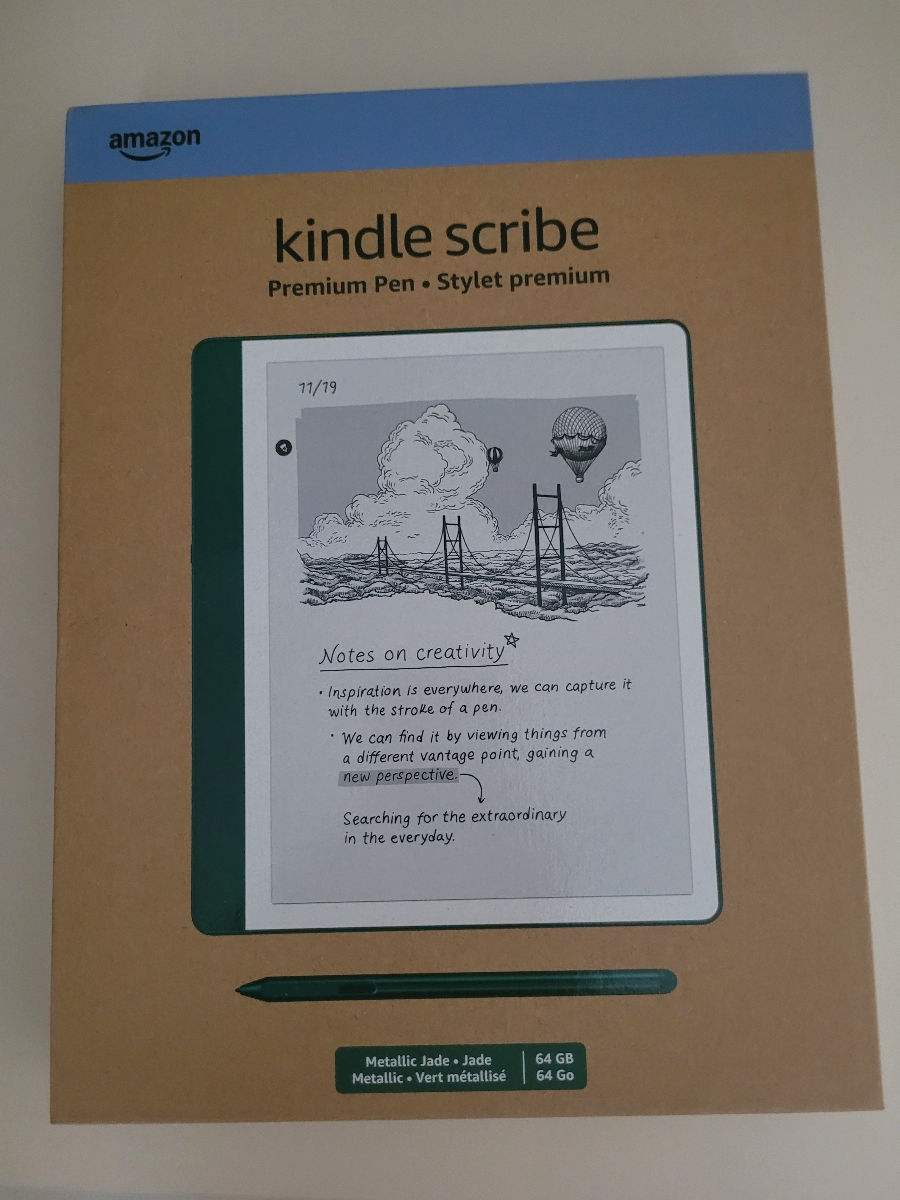 amazon
kindle scribe
Premium Pen • Stylet premium
11/19
Notes on creativity
• Inspiration is everywhere, we can capture it
with the stroke of a pen.
• We can find it by viewing things from
a different vantage point, gaining a
new perspective.
Searching for the extraordinary
in the everyday.
Metallic Jade • Jade
Metallic • Vert métallisé
64 GB
64 Go